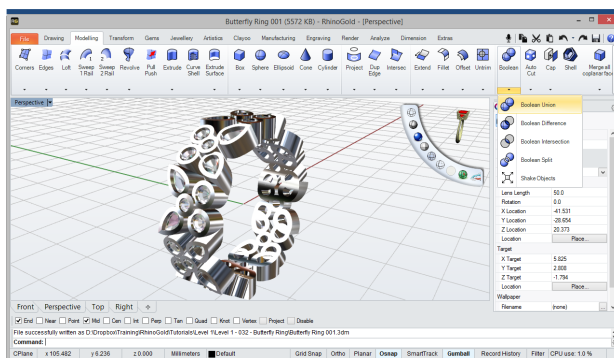 Butterfly Ring 001 (5572 KB) - RhinoGold - [Perspective]
File Drawing Modelling Transform Gems Jewellery Artistics Clayoo Manufacturing Engraving Render Analyze Dimension Extras
Corners Edges Loft Sweep 1 Rail Sweep 2 Rail Revolve Pull Push Extrude Curve Shell Extrude Surface Box Sphere Ellipsoid Cone Cylinder Project Dup Edge Intersec Extend Fillet Offset Untrim Boolean Auto Cut Cap Shell Merge all coplanar face
Perspective
Boolean Union
Boolean Difference
Boolean Intersection
Boolean Split
Shake Objects
Lens Length 50.0
Rotation 0.0
X Location -41.531
Y Location -28.654
Z Location 20.373
Location Place...
Target
X Target 5.825
Y Target 2.808
Z Target -1.794
Location Place...
Wallpaper
Filename (none) ...
Front Perspective Top Right
End Near Point Mid Cen Int Perp Tan Quad Knot Vertex Project Disable
File successfully written as D:\Dropbox\Training\RhinoGold\Tutorials\Level 1\Level 1 - 032 - Butterfly Ring\Butterfly Ring 001.3dm
Command:
CPlane x 105.482 y 6.236 z 0.000 Millimeters Default Grid Snap Ortho Planar Osnap SmartTrack Gumball Record History Filter CPU use: 1.0 %